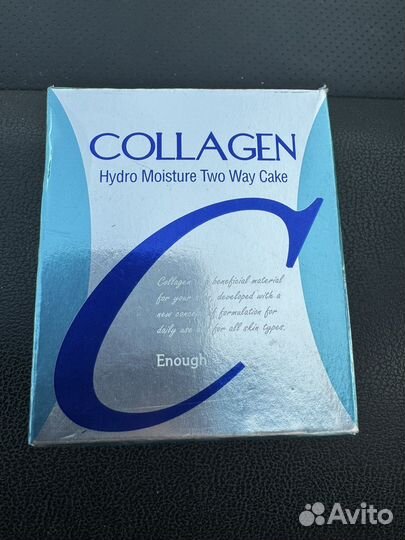 COLLAGEN
Hydro Moisture Two Way Cake
C
Collagen beneficial material
for your developed with a
new concept formulation for
daily use for all skin types.
Enough
Avito